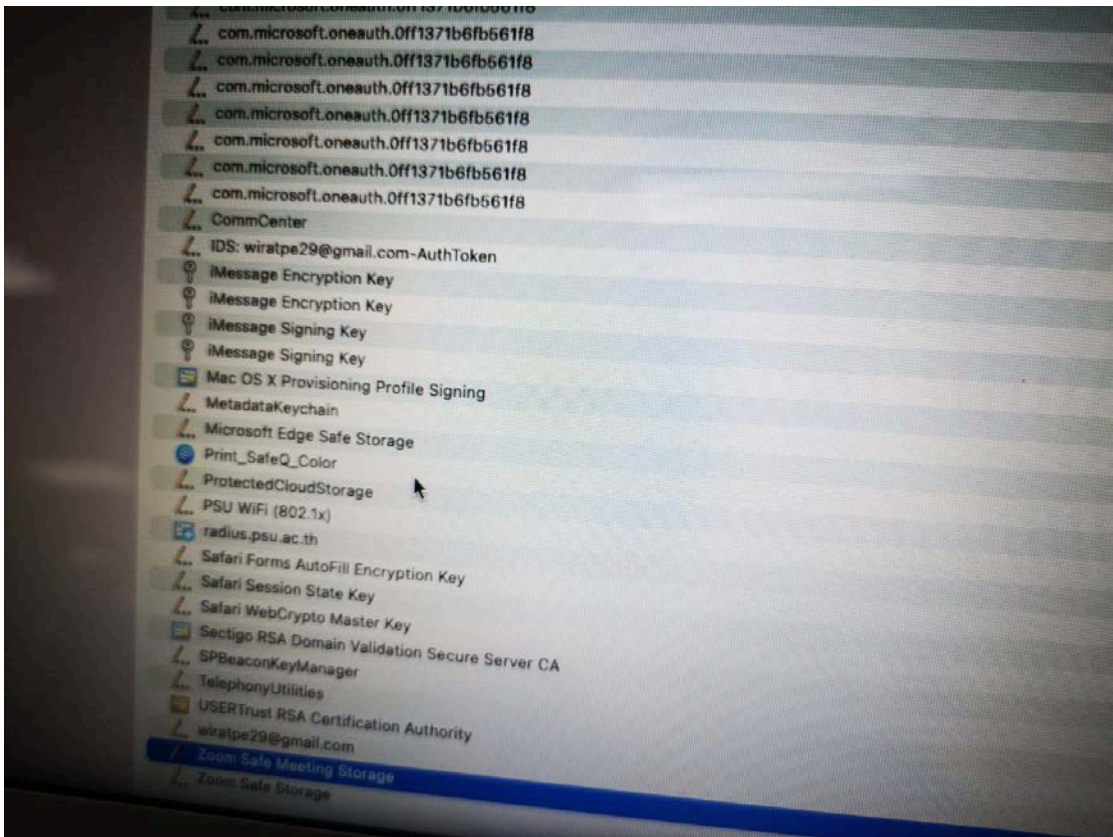 com.microsoft.oneauth.0ff1371b6fb561f8
com.microsoft.oneauth.0ff1371b6fb561f8
com.microsoft.oneauth.0ff1371b6fb561f8
com.microsoft.oneauth.0ff1371b6fb561f8
com.microsoft.oneauth.0ff1371b6fb561f8
com.microsoft.oneauth.0ff1371b6fb561f8
com.microsoft.oneauth.0ff1371b6fb561f8
com.microsoft.oneauth.0ff1371b6fb561f8
CommCenter
IDS: wiratpe29@gmail.com-AuthToken
iMessage Encryption Key
iMessage Encryption Key
iMessage Signing Key
iMessage Signing Key
Mac OS X Provisioning Profile Signing
MetadataKeychain
Microsoft Edge Safe Storage
Print_SafeQ_Color
ProtectedCloudStorage
PSU WiFi (802.1x)
radius.psu.ac.th
Safari Forms AutoFill Encryption Key
Safari Session State Key
Safari WebCrypto Master Key
Sectigo RSA Domain Validation Secure Server CA
SPBeaconKeyManager
TelephonyUtilities
USERTrust RSA Certification Authority
wiratpe29@gmail.com
Zoom Safe Meeting Storage
Zoom Safe Storage